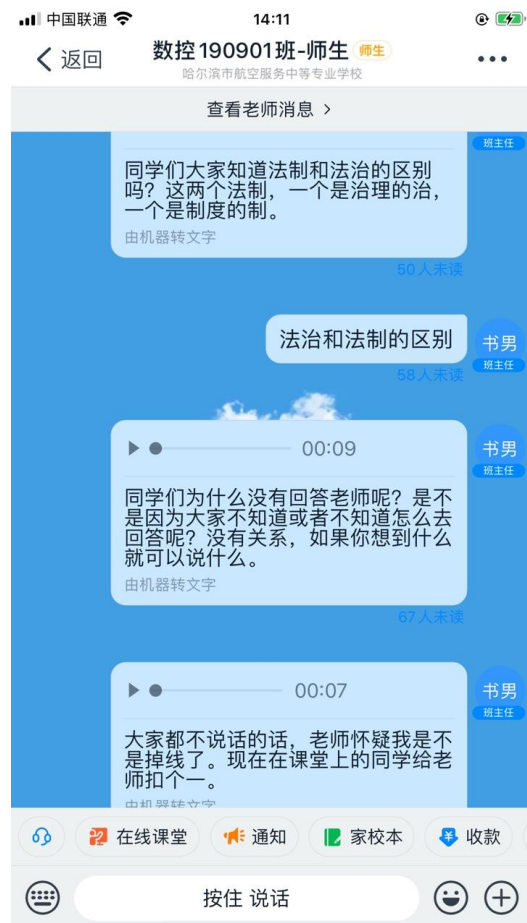 中国联通
14:11
返回
数控190901班-师生
师生
哈尔滨市航空服务中等专业学校
查看老师消息 >
班主任
同学们大家知道法制和法治的区别
吗？这两个法制，一个是治理的治，
一个是制度的制。
由机器转文字
50人未读
法治和法制的区别
书男
班主任
58人未读
00:09
书男
班主任
同学们为什么没有回答老师呢？是不
是因为大家不知道或者不知道怎么去
回答呢？没有关系，如果你想到什么
就可以说什么。
由机器转文字
67人未读
00:07
书男
班主任
大家都不说话的话，老师怀疑我是不
是掉线了。现在在课堂上的同学给老
师扣个一。
由机器转文字
在线课堂
通知
家校本
收款
按住 说话